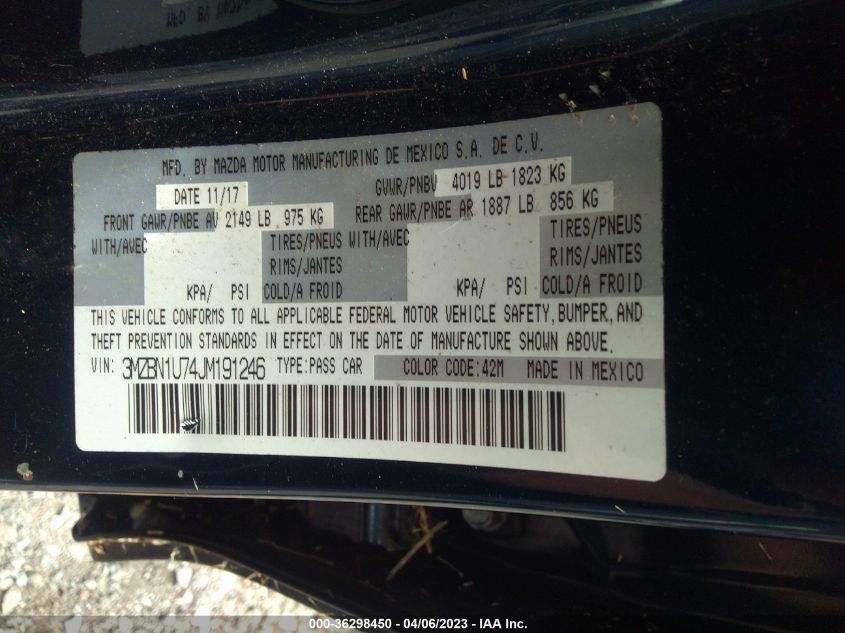 MFD. BY MAZDA MOTOR MANUFACTURING DE MEXICO S.A. DE C.V.
DATE 11/17 GVWR/PNBV 4019 LB 1823 KG
FRONT GAWR/PNBE AV 2149 LB 975 KG REAR GAWR/PNBE AR 1887 LB 856 KG
WITH/AVEC TIRES/PNEUS WITH/AVEC TIRES/PNEUS
RIMS/JANTES RIMS/JANTES
KPA/ PSI COLD/A FROID KPA/ PSI COLD/A FROID
THIS VEHICLE CONFORMS TO ALL APPLICABLE FEDERAL MOTOR VEHICLE SAFETY, BUMPER, AND
THEFT PREVENTION STANDARDS IN EFFECT ON THE DATE OF MANUFACTURE SHOWN ABOVE.
VIN: 3MZBN1U74JM191246 TYPE:PASS CAR COLOR CODE:42M MADE IN MEXICO
000-36298450 - 04/06/2023 - IAA Inc.